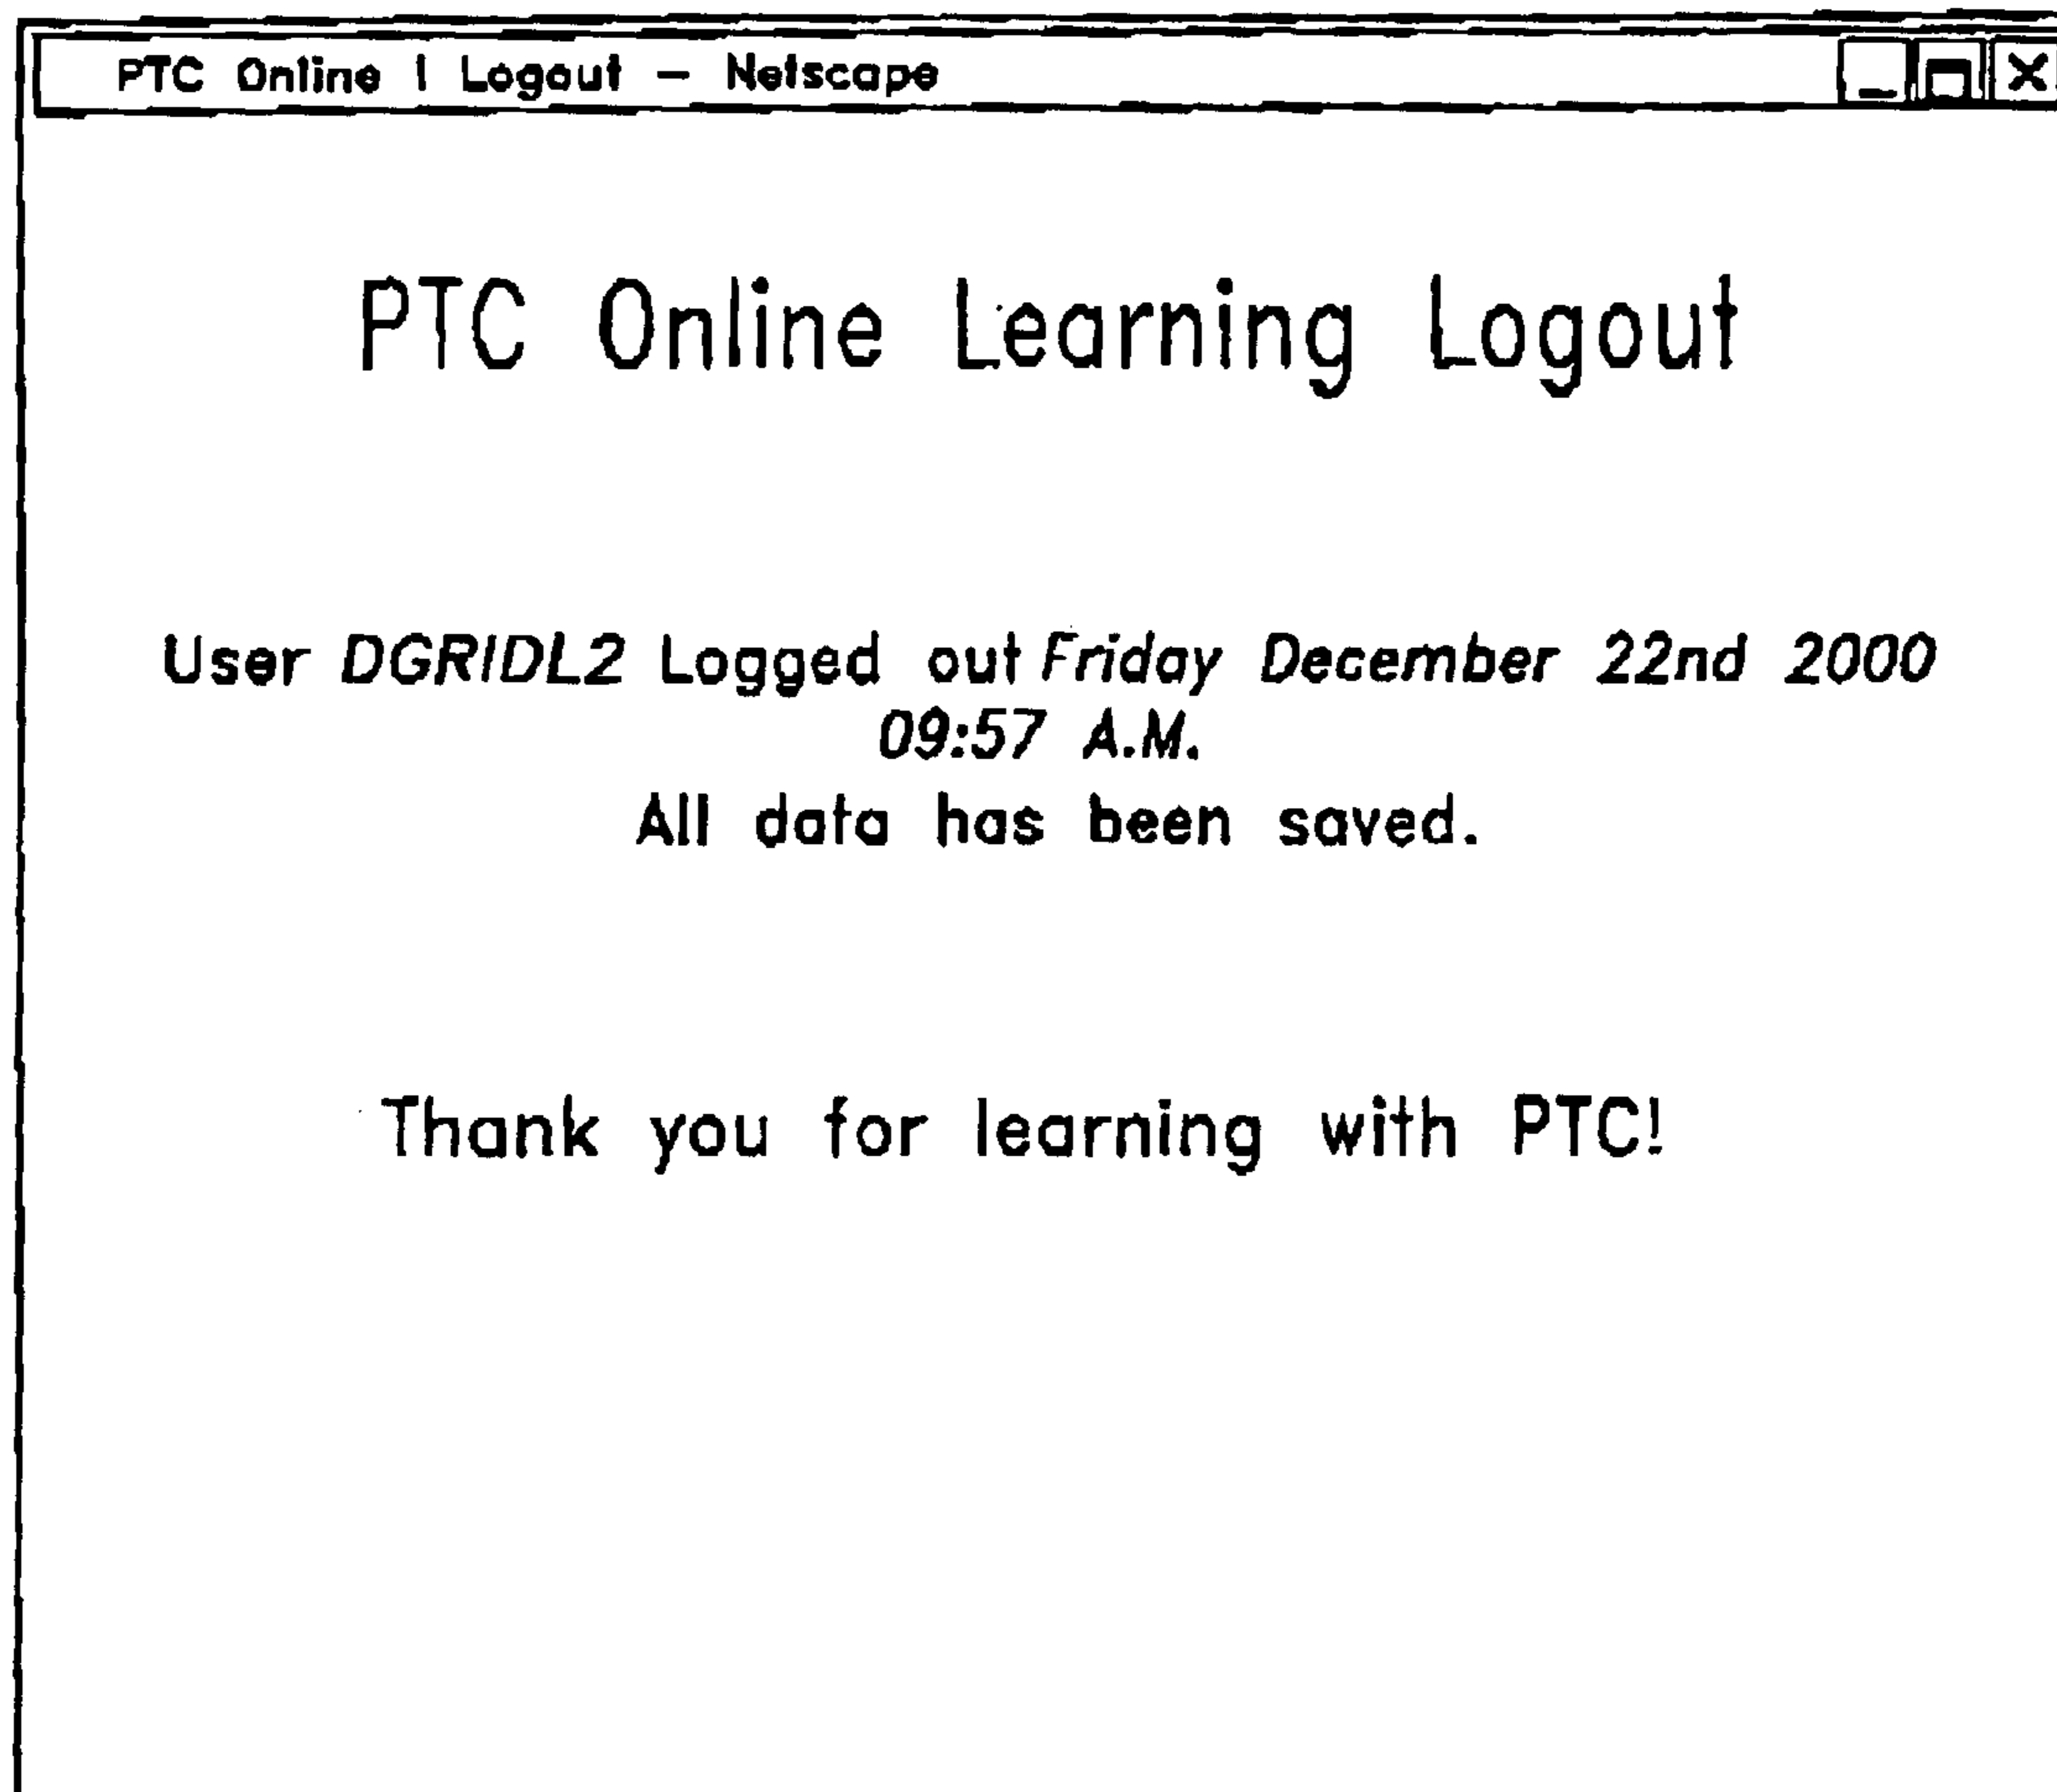 PTC Online | Logout - Netscape
PTC Online Learning Logout
User DGRIDL2 Logged out Friday December 22nd 2000
09:57 A.M.
All data has been saved.
Thank you for learning with PTC!